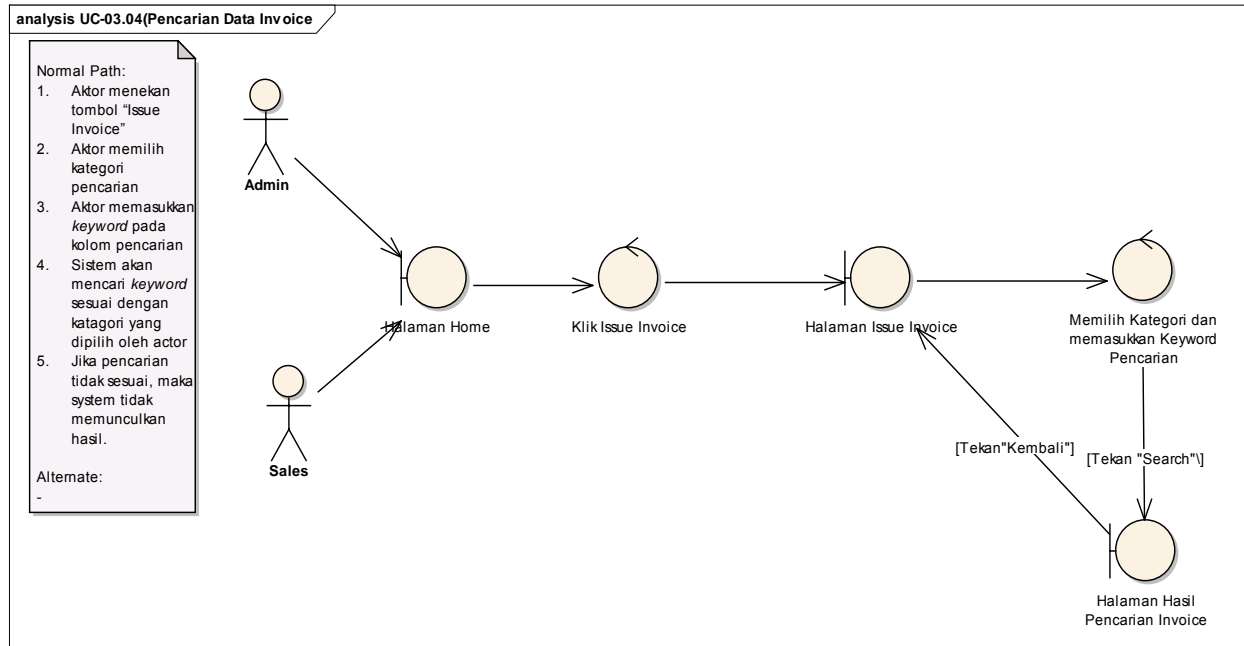 analysis UC-03.04(Pencarian Data Invoice
Normal Path:
1. Aktor menekan
tombol “Issue
Invoice”
2. Aktor memilih
kategori
pencarian
3. Aktor memasukkan
keyword pada
kolom pencarian
4. Sistem akan
mencari keyword
sesuai dengan
katagori yang
dipilih oleh actor
5. Jika pencarian
tidak sesuai, maka
system tidak
memunculkan
hasil.
Alternate:
-
Admin
Sales
Halaman Home
Klik Issue Invoice
Halaman Issue Invoice
Memilih Kategori dan
memasukkan Keyword
Pencarian
[Tekan"Kembali"]
[Tekan "Search"\]
Halaman Hasil
Pencarian Invoice